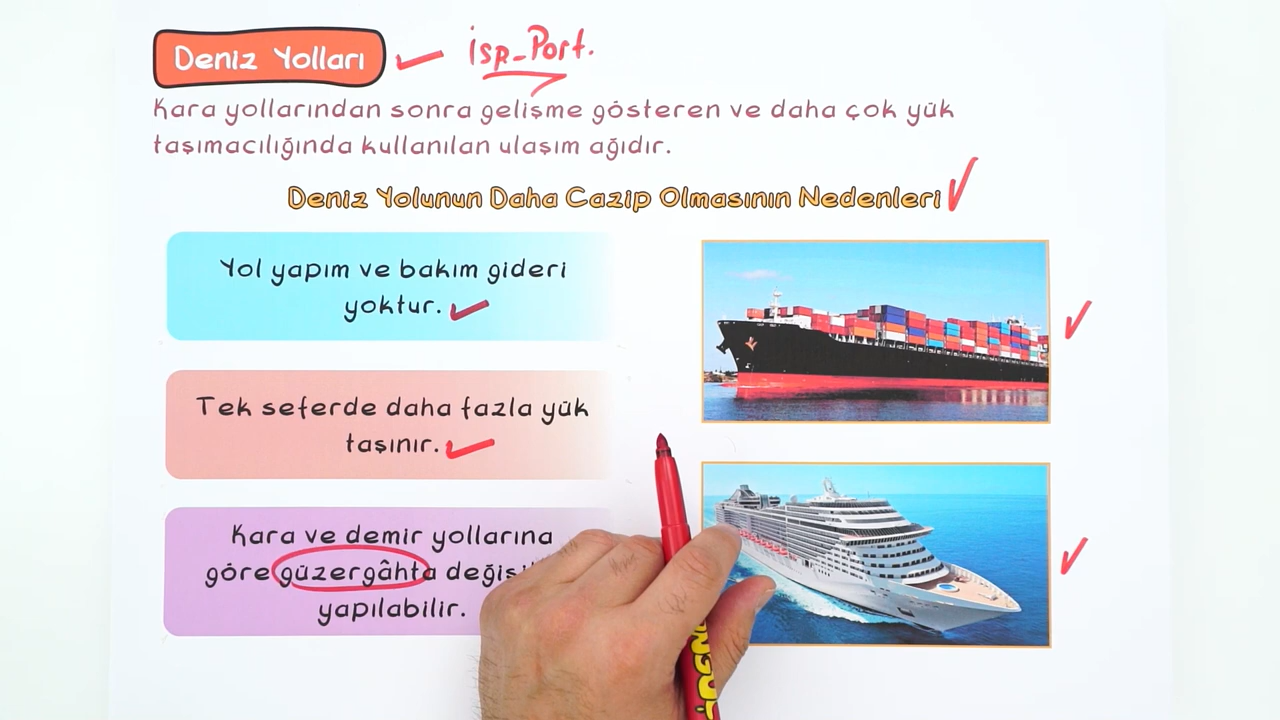 Deniz Yolları
İsp-Port.
Kara yollarından sonra gelişme gösteren ve daha çok yük
taşımacılığında kullanılan ulaşım ağıdır.
Deniz Yolunun Daha Cazip Olmasının Nedenleri
Yol yapım ve bakım gideri
yoktur.
Tek seferde daha fazla yük
taşınır.
Kara ve demir yollarına
göre güzergâhta
yapılabilir.